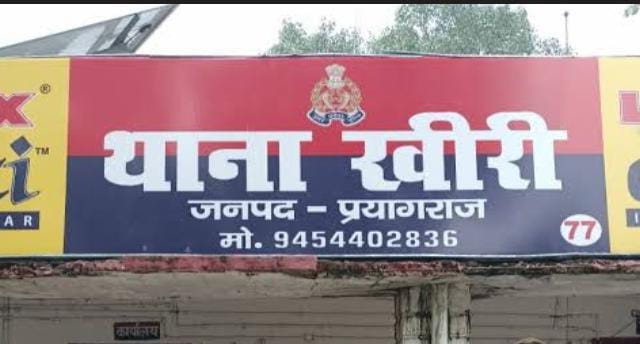 थाना खीरी
जनपद - प्रयागराज
मो. 9454402836
77
कार्यालय